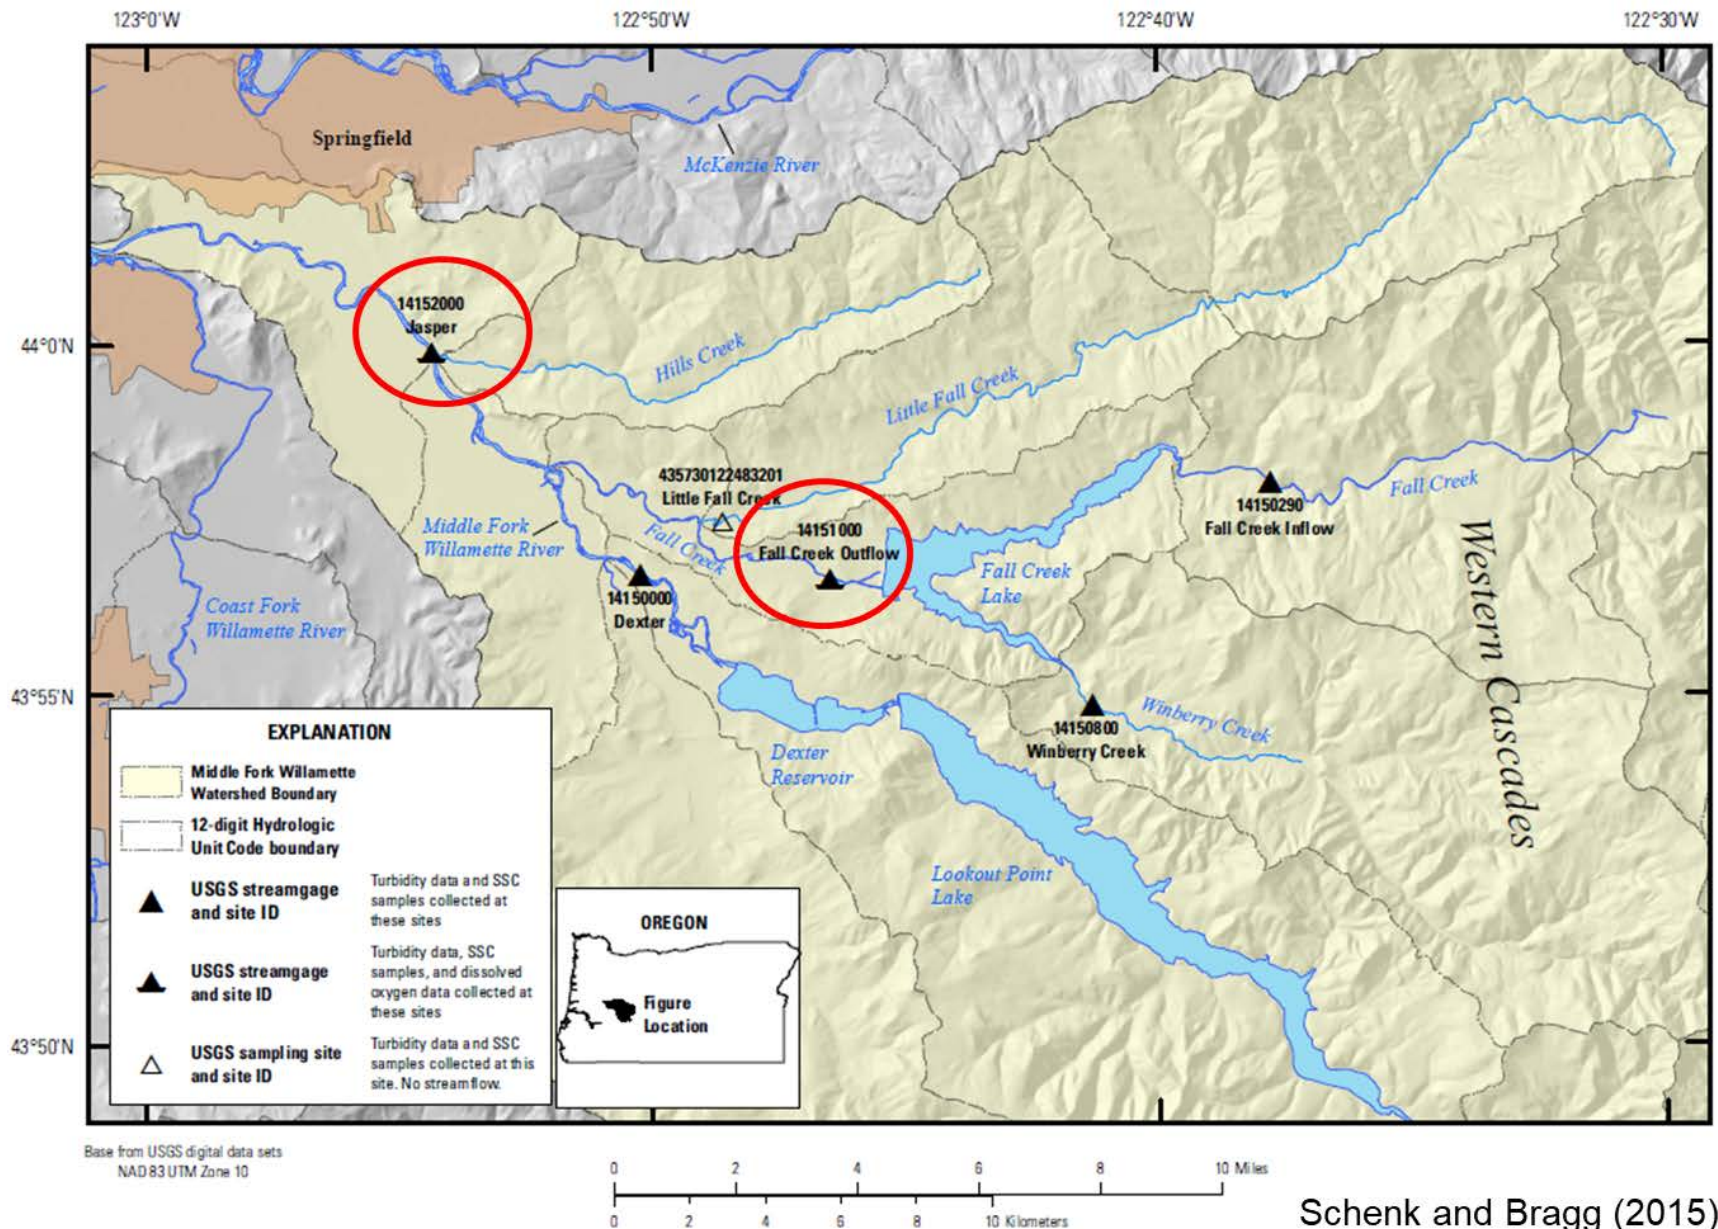 123°0'W
122°50'W
122°40'W
122°30'W
Springfield
McKenzie River
14152000
Jasper
44°0'N
Hills Creek
Little Fall Creek
435730122483201
Little Fall Creek
Fall Creek
14150290
Fall Creek Inflow
Middle Fork
Willamette River
Fall Creek
14151000
Fall Creek Outflow
Fall Creek
Lake
Western Cascades
14150000
Dexter
Coast Fork
Willamette River
43°55'N
14150800
Winberry Creek
Winberry Creek
Dexter
Reservoir
Lookout Point
Lake
EXPLANATION
Middle Fork Willamette
Watershed Boundary
12-digit Hydrologic
Unit Code boundary
USGS streamgage
and site ID
Turbidity data and SSC
samples collected at
these sites
USGS streamgage
and site ID
Turbidity data, SSC
samples, and dissolved
oxygen data collected at
these sites
USGS sampling site
and site ID
Turbidity data and SSC
samples collected at this
site. No streamflow.
OREGON
Figure
Location
43°50'N
Base from USGS digital data sets
NAD 83 UTM Zone 10
0 2 4 6 8 10 Miles
0 2 4 6 8 10 Kilometers
Schenk and Bragg (2015)